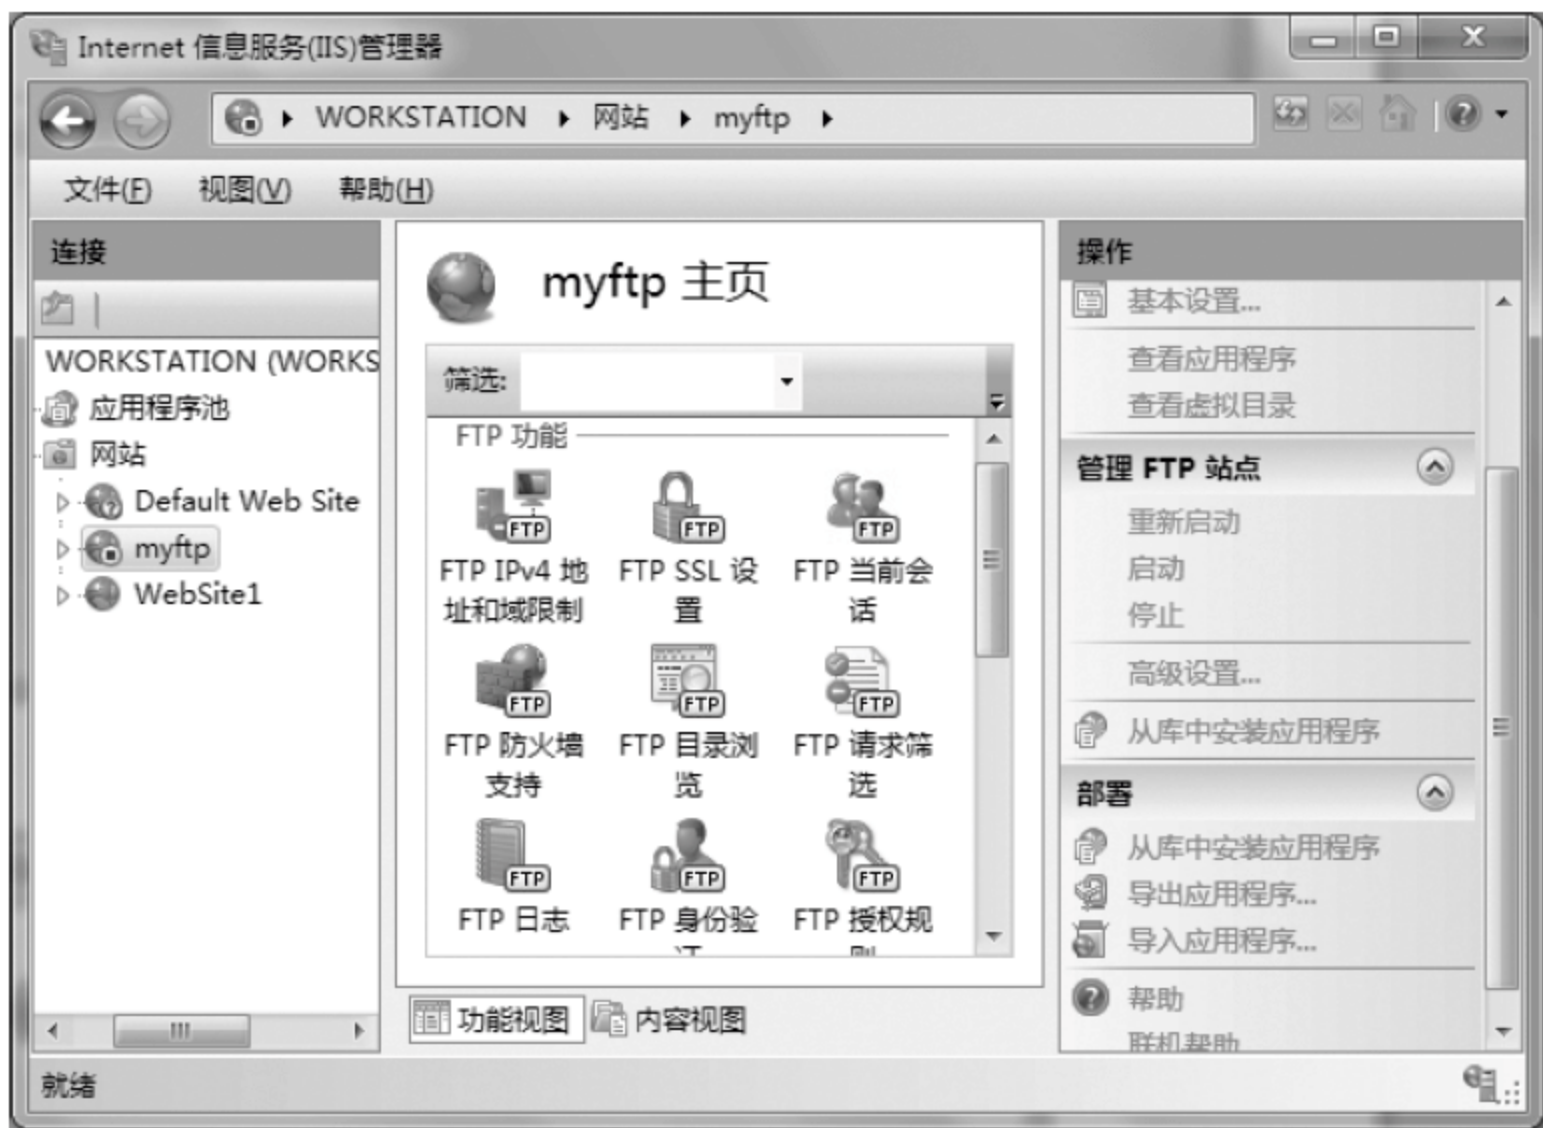 Internet 信息服务(IIS)管理器
WORKSTATION 网站 myftp
文件(F) 视图(V) 帮助(H)
连接
WORKSTATION (WORKS
应用程序池
网站
Default Web Site
myftp
WebSite1
myftp 主页
筛选:
FTP 功能
FTP
FTP
FTP
FTP IPv4 地
址和域限制
FTP SSL 设
置
FTP 当前会
话
FTP
FTP
FTP
FTP 防火墙
支持
FTP 目录浏
览
FTP 请求筛
选
FTP
FTP
FTP
FTP 日志
FTP 身份验
FTP 授权规
功能视图
内容视图
操作
基本设置...
查看应用程序
查看虚拟目录
管理 FTP 站点
重新启动
启动
停止
高级设置...
从库中安装应用程序
部署
从库中安装应用程序
导出应用程序...
导入应用程序...
帮助
联机帮助
就绪